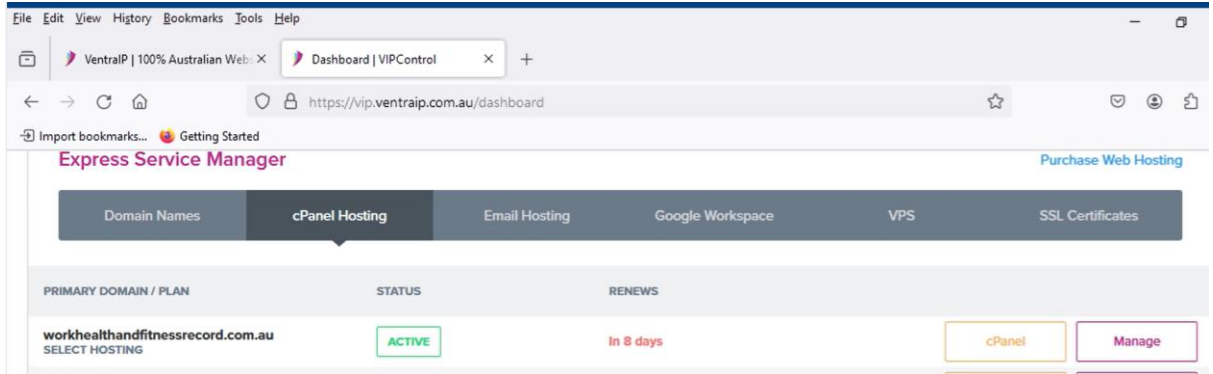 File Edit View History Bookmarks Tools Help
VentraIP | 100% Australian Webs Dashboard | VIPControl
https://vip.ventraip.com.au/dashboard
Import bookmarks... Getting Started
Express Service Manager Purchase Web Hosting
Domain Names cPanel Hosting Email Hosting Google Workspace VPS SSL Certificates
PRIMARY DOMAIN / PLAN STATUS RENEWS
workhealthandfitnessrecord.com.au ACTIVE In 8 days cPanel Manage
SELECT HOSTING